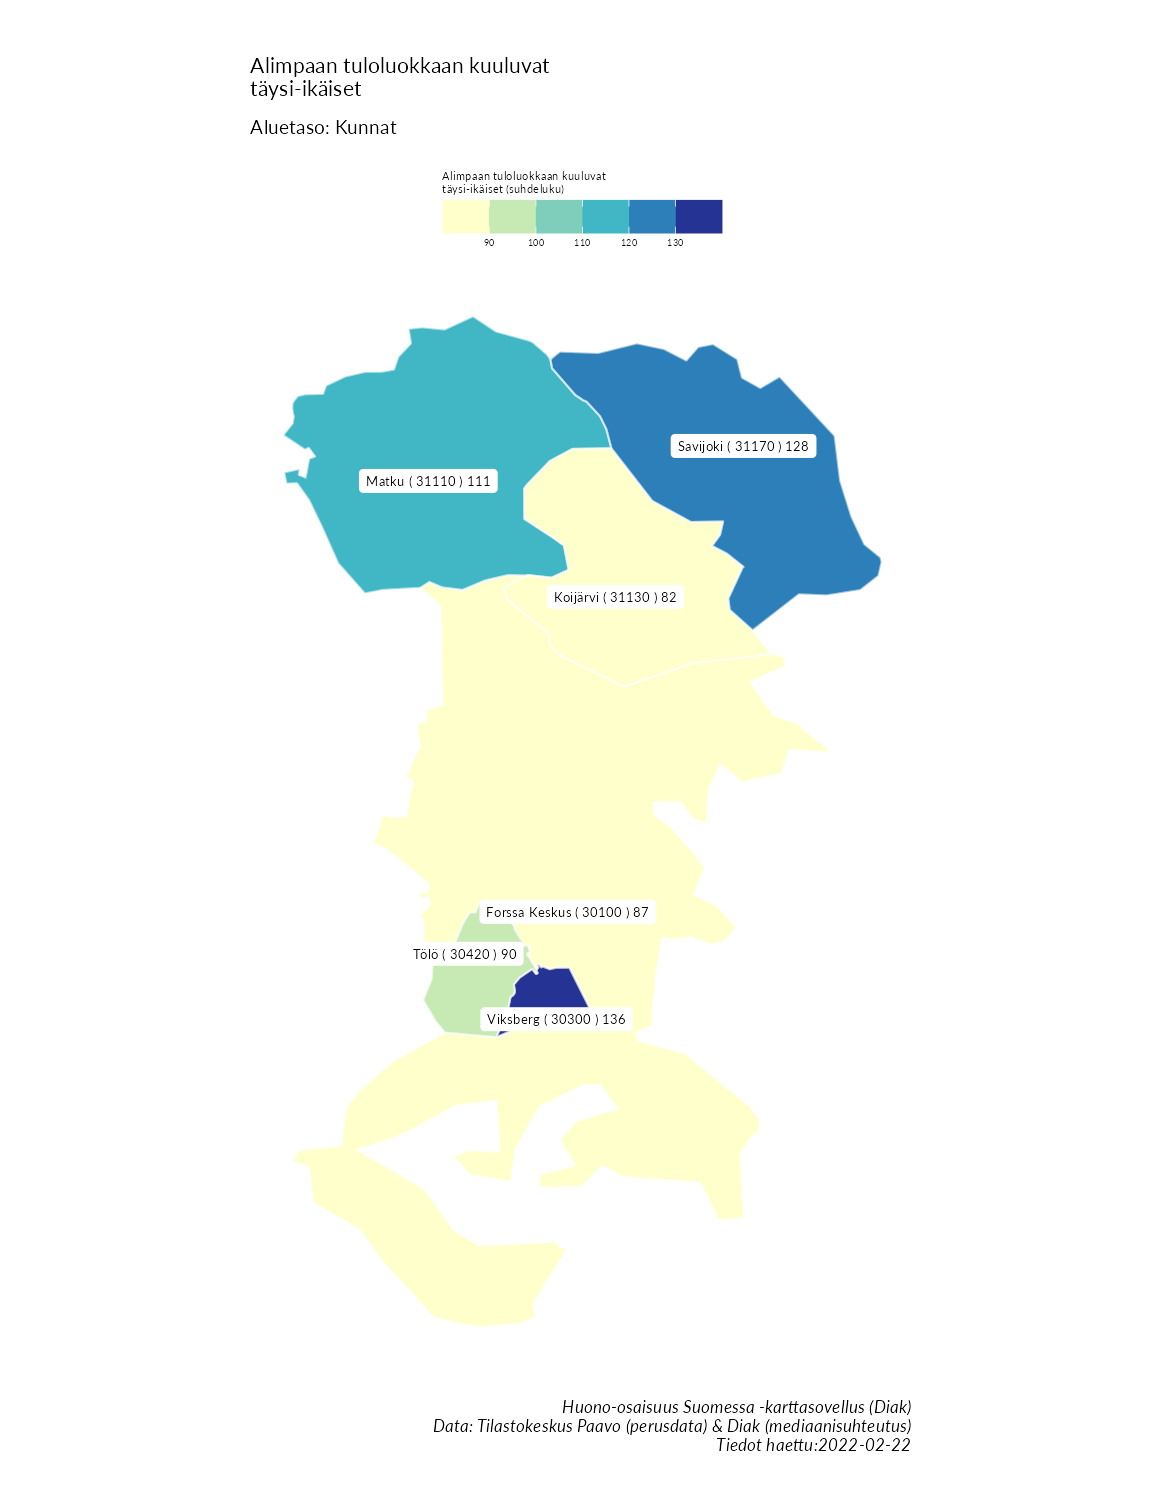 Alimpaan tuloluokkaan kuuluvat
täysi-ikäiset
Aluetaso: Kunnat
Alimpaan tuloluokkaan kuuluvat
täysi-ikäiset (suhdeluku)
90 100 110 120 130
Savijoki ( 31170 ) 128
Matku ( 31110 ) 111
Koijärvi ( 31130 ) 82
Forssa Keskus ( 30100 ) 87
Tölö ( 30420 ) 90
Viksberg ( 30300 ) 136
Huono-osaisuus Suomessa -karttasovellus (Diak)
Data: Tilastokeskus Paavo (perusdata) & Diak (mediaanisuhteutus)
Tiedot haettu:2022-02-22